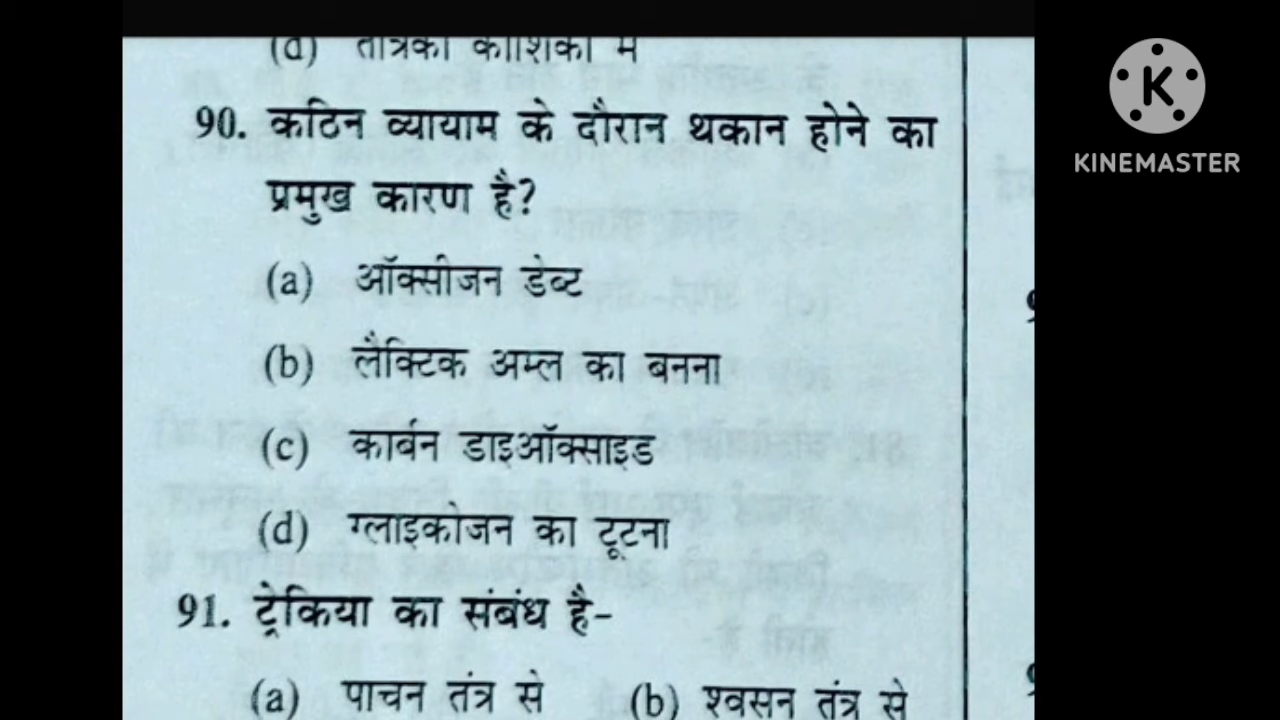 (d) तंत्रिका कोशिका में
90. कठिन व्यायाम के दौरान थकान होने का
प्रमुख कारण है?
(a) ऑक्सीजन डेब्ट
(b) लैक्टिक अम्ल का बनना
(c) कार्बन डाइऑक्साइड
(d) ग्लाइकोजन का टूटना
91. ट्रेकिया का संबंध है-
(a) पाचन तंत्र से (b) श्वसन तंत्र से
KINEMASTER